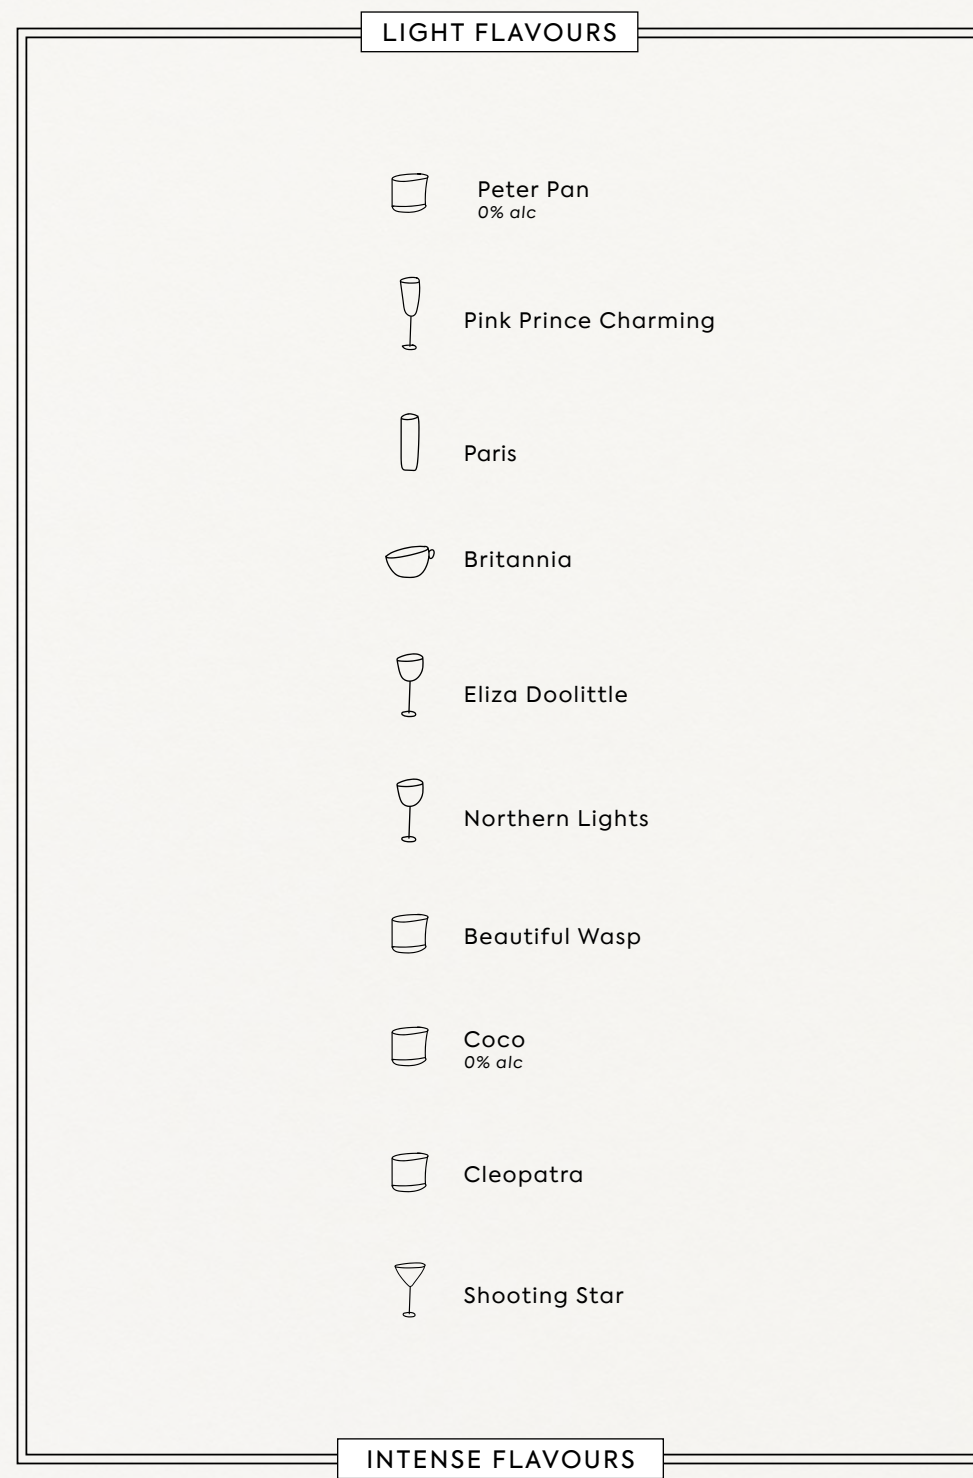 LIGHT FLAVOURS
Peter Pan
0% alc
Pink Prince Charming
Paris
Britannia
Eliza Doolittle
Northern Lights
Beautiful Wasp
Coco
0% alc
Cleopatra
Shooting Star
INTENSE FLAVOURS